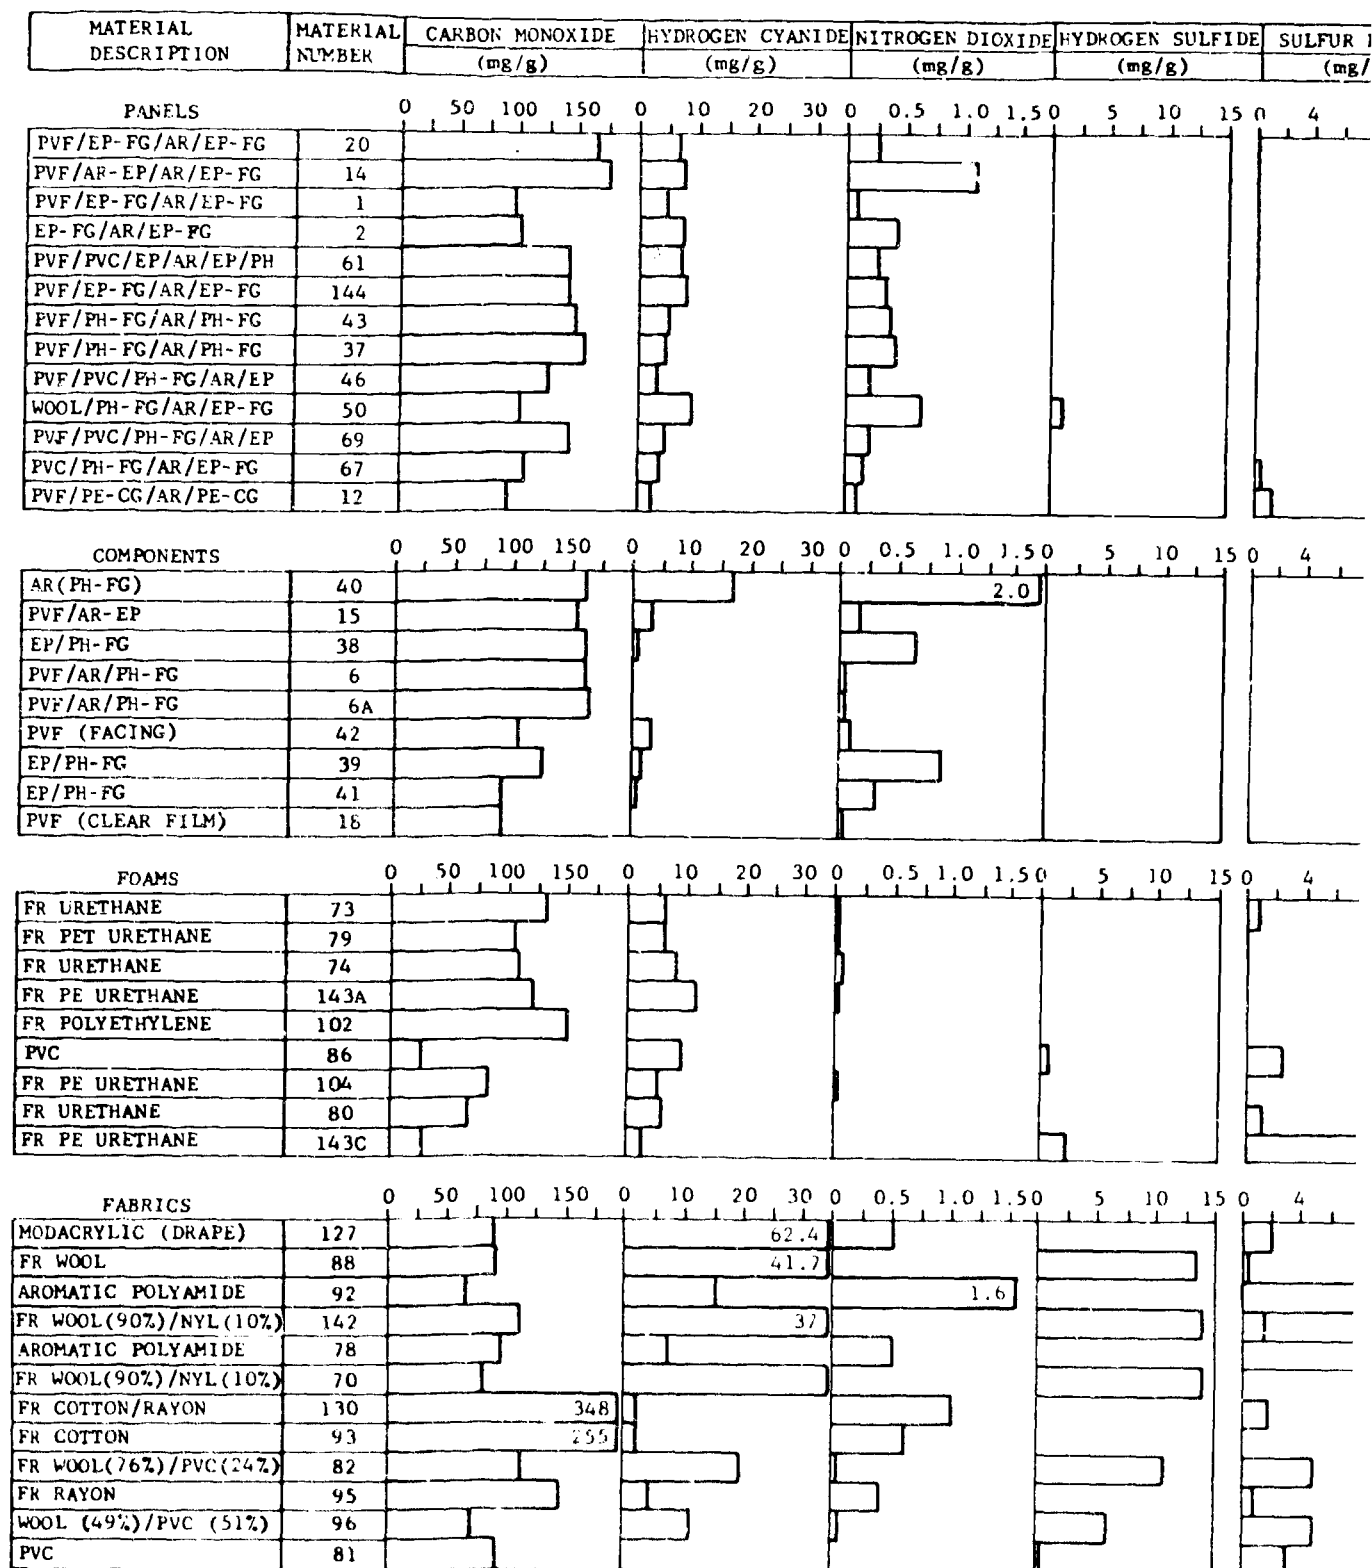 MATERIAL DESCRIPTION MATERIAL NUMBER CARBON MONOXIDE (mg/g) HYDROGEN CYANIDE (mg/g) NITROGEN DIOXIDE (mg/g) HYDROGEN SULFIDE (mg/g) SULFUR (mg/
PANELS 0 50 100 150 0 10 20 30 0 0.5 1.0 1.5 0 5 10 15 0 4
PVF/EP-FG/AR/EP-FG 20
PVF/AR-EP/AR/EP-FG 14
PVF/EP-FG/AR/EP-FG 1
EP-FG/AR/EP-FG 2
PVF/PVC/EP/AR/EP/PH 61
PVF/EP-FG/AR/EP-FG 144
PVF/PH-FG/AR/PH-FG 43
PVF/PH-FG/AR/PH-FG 37
PVF/PVC/PH-FG/AR/EP 46
WOOL/PH-FG/AR/EP-FG 50
PVF/PVC/PH-FG/AR/EP 69
PVC/PH-FG/AR/EP-FG 67
PVF/PE-CG/AR/PE-CG 12
COMPONENTS 0 50 100 150 0 10 20 30 0 0.5 1.0 1.5 0 5 10 15 0 4
AR(PH-FG) 40 2.0
PVF/AR-EP 15
EP/PH-FG 38
PVF/AR/PH-FG 6
PVF/AR/PH-FG 6A
PVF (FACING) 42
EP/PH-FG 39
EP/PH-FG 41
PVF (CLEAR FILM) 18
FOAMS 0 50 100 150 0 10 20 30 0 0.5 1.0 1.5 0 5 10 15 0 4
FR URETHANE 73
FR PET URETHANE 79
FR URETHANE 74
FR PE URETHANE 143A
FR POLYETHYLENE 102
PVC 86
FR PE URETHANE 104
FR URETHANE 80
FR PE URETHANE 143C
FABRICS 0 50 100 150 0 10 20 30 0 0.5 1.0 1.5 0 5 10 15 0 4
MODACRYLIC (DRAPE) 127 62.4
FR WOOL 88 41.7
AROMATIC POLYAMIDE 92 1.6
FR WOOL(90%)/NYL(10%) 142 37
AROMATIC POLYAMIDE 78
FR WOOL(90%)/NYL(10%) 70
FR COTTON/RAYON 130 348
FR COTTON 93 255
FR WOOL(76%)/PVC(24%) 82
FR RAYON 95
WOOL (49%)/PVC (51%) 96
PVC 81